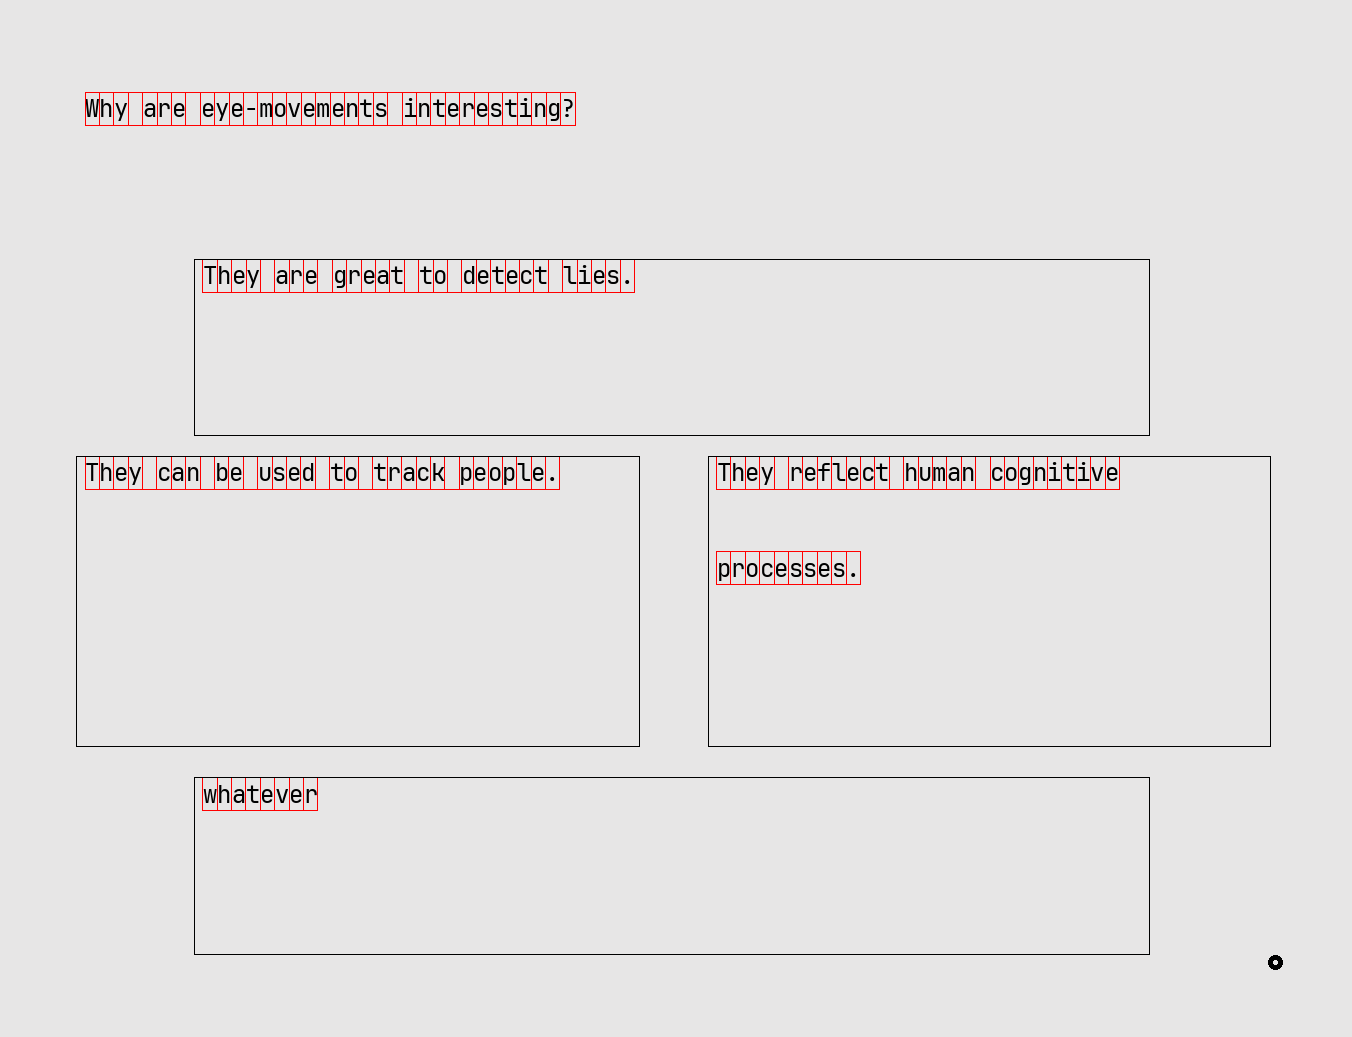 Why are eye-movements interesting?
They are great to detect lies.
They can be used to track people.
They reflect human cognitive
processes.
whatever